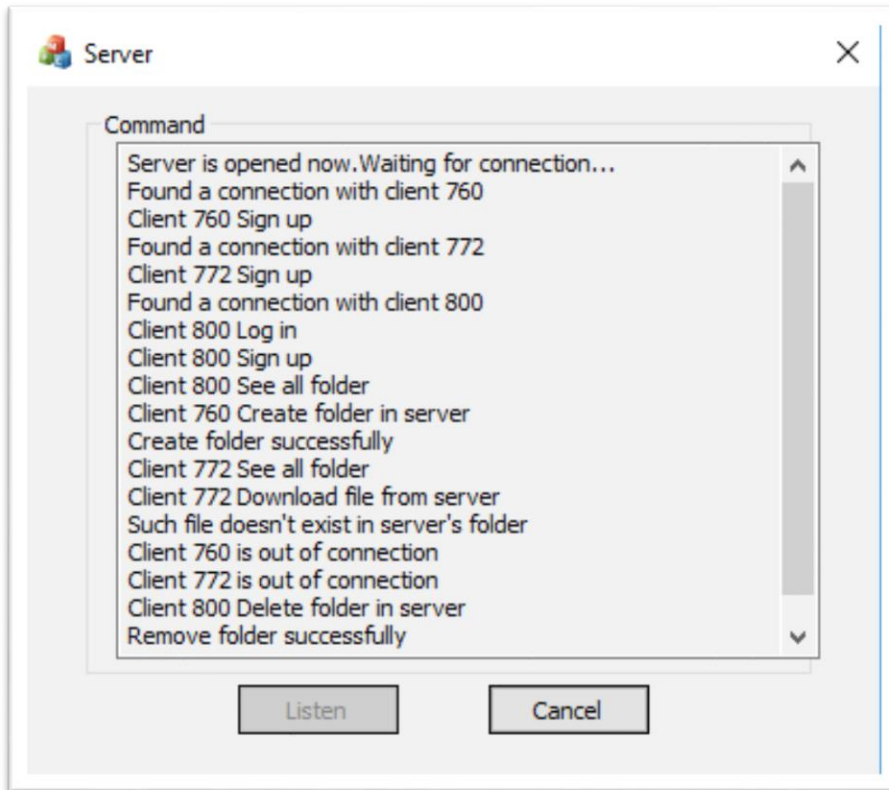 Server
Command
Server is opened now.Waiting for connection...
Found a connection with client 760
Client 760 Sign up
Found a connection with client 772
Client 772 Sign up
Found a connection with client 800
Client 800 Log in
Client 800 Sign up
Client 800 See all folder
Client 760 Create folder in server
Create folder successfully
Client 772 See all folder
Client 772 Download file from server
Such file doesn't exist in server's folder
Client 760 is out of connection
Client 772 is out of connection
Client 800 Delete folder in server
Remove folder successfully
Listen Cancel